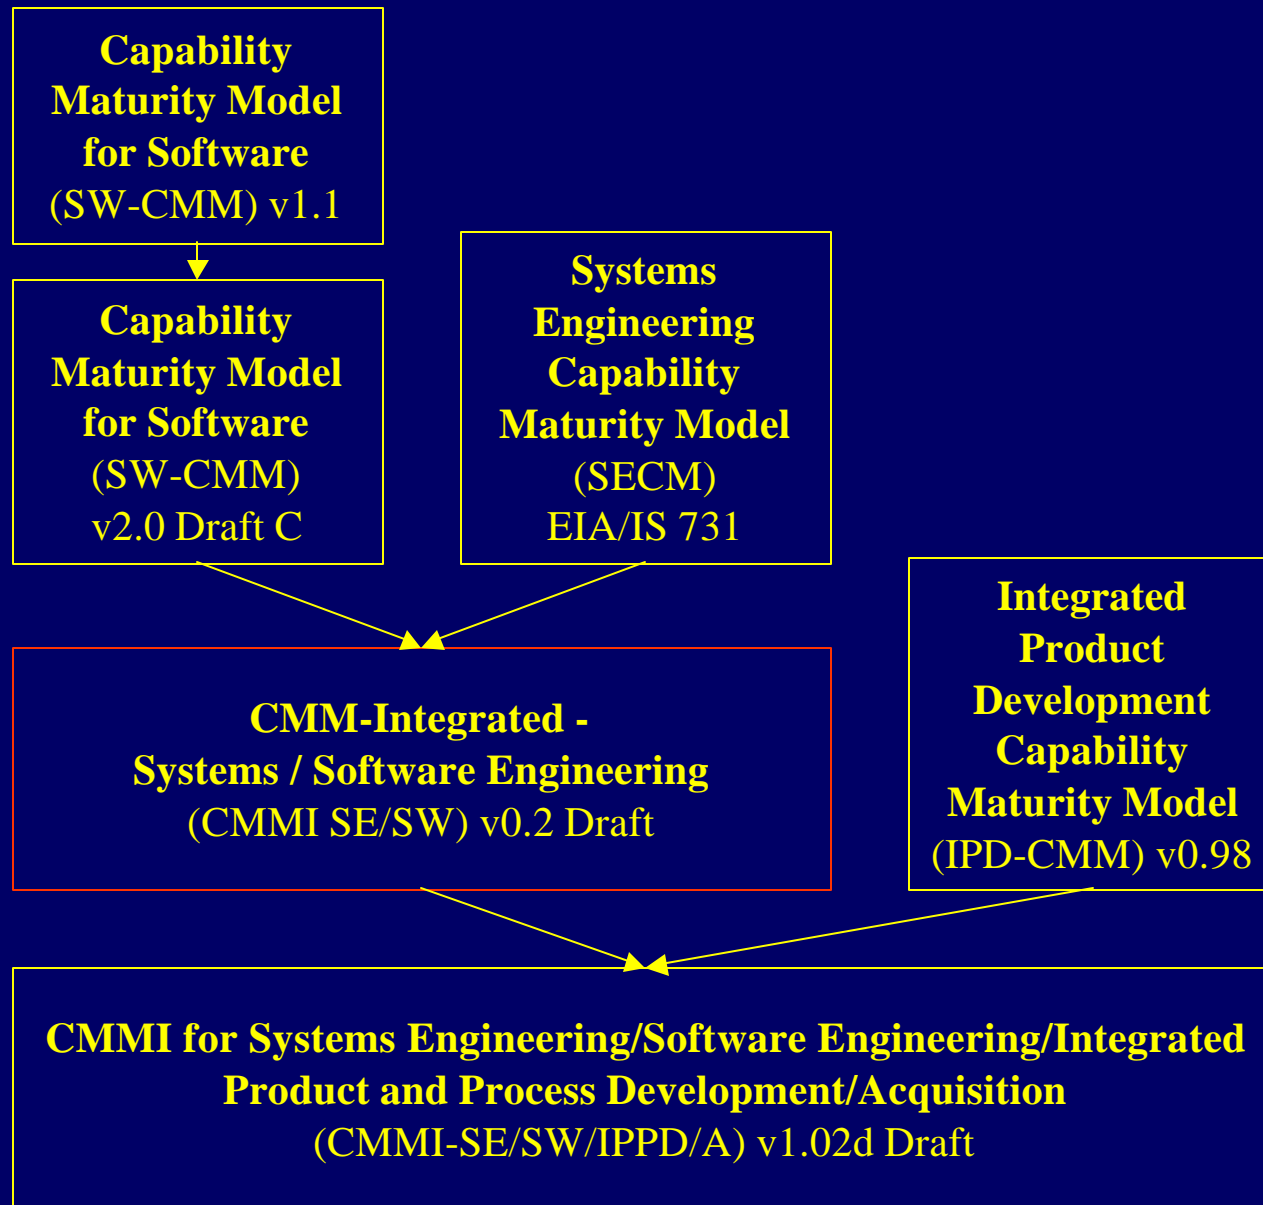 Capability
Maturity Model
for Software
(SW-CMM) v1.1
Capability
Maturity Model
for Software
(SW-CMM)
v2.0 Draft C
Systems
Engineering
Capability
Maturity Model
(SECM)
EIA/IS 731
Integrated
Product
Development
Capability
Maturity Model
(IPD-CMM) v0.98
CMM-Integrated -
Systems / Software Engineering
(CMMI SE/SW) v0.2 Draft
CMMI for Systems Engineering/Software Engineering/Integrated
Product and Process Development/Acquisition
(CMMI-SE/SW/IPPD/A) v1.02d Draft